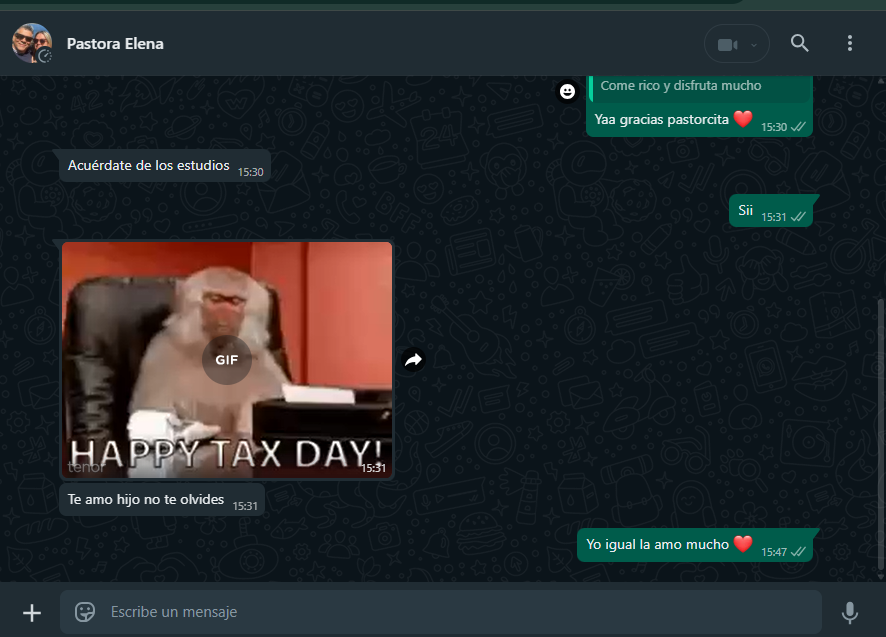 Pastora Elena
Come rico y disfruta mucho
Yaa gracias pastorcita ❤️ 15:30
Acuérdate de los estudios 15:30
Sii 15:31
GIF
HAPPY TAX DAY!
tenor 15:31
Te amo hijo no te olvides 15:31
Yo igual la amo mucho ❤️ 15:47
Escribe un mensaje